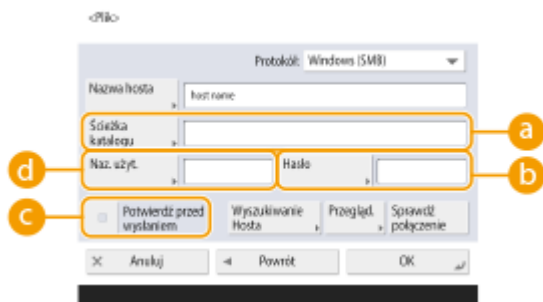 <Plik>
Protokół: Windows (SMB)
Nazwa hosta host name
Ścieżka
katalogu
a
d Naz. użyt. Hasło b
c Potwierdź przed
wysłaniem
Wyszukiwanie
Hosta
Przegląd.
Sprawdź
połączenie
Anuluj Powrót OK